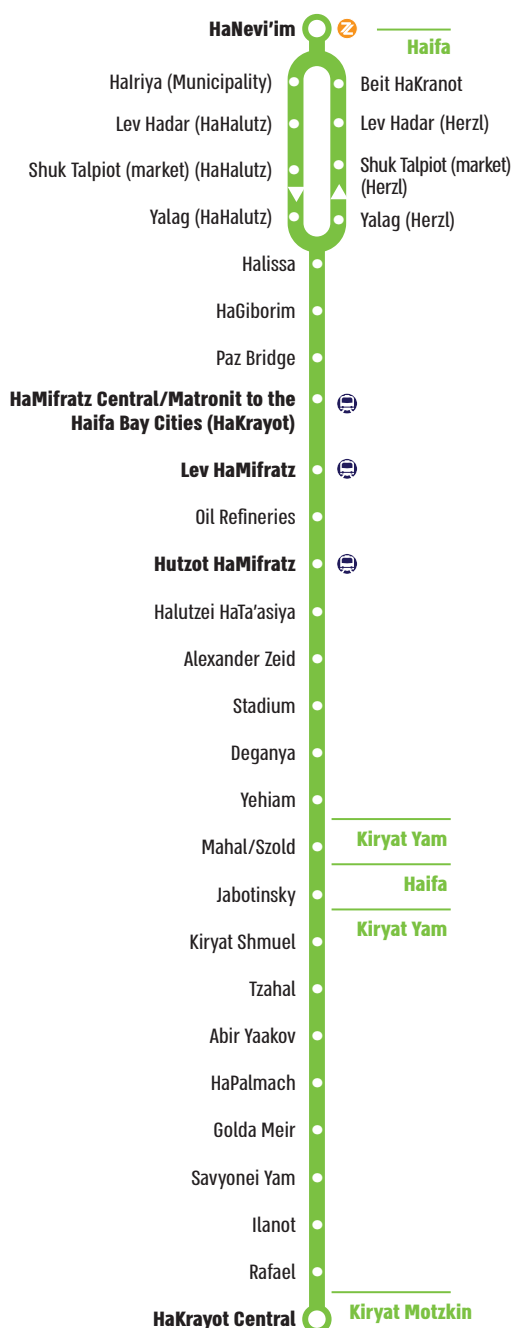 HaNevi'im
Haifa
HaIriya (Municipality)
Beit HaKranot
Lev Hadar (HaHalutz)
Lev Hadar (Herzl)
Shuk Talpiot (market) (HaHalutz)
Shuk Talpiot (market)
(Herzl)
Yalag (HaHalutz)
Yalag (Herzl)
Halissa
HaGiborim
Paz Bridge
HaMifratz Central/Matronit to the
Haifa Bay Cities (HaKrayot)
Lev HaMifratz
Oil Refineries
Hutzot HaMifratz
Halutzei HaTa'asiya
Alexander Zeid
Stadium
Deganya
Yehiam
Kiryat Yam
Mahal/Szold
Haifa
Jabotinsky
Kiryat Yam
Kiryat Shmuel
Tzahal
Abir Yaakov
HaPalmach
Golda Meir
Savyonei Yam
Ilanot
Rafael
Kiryat Motzkin
HaKrayot Central